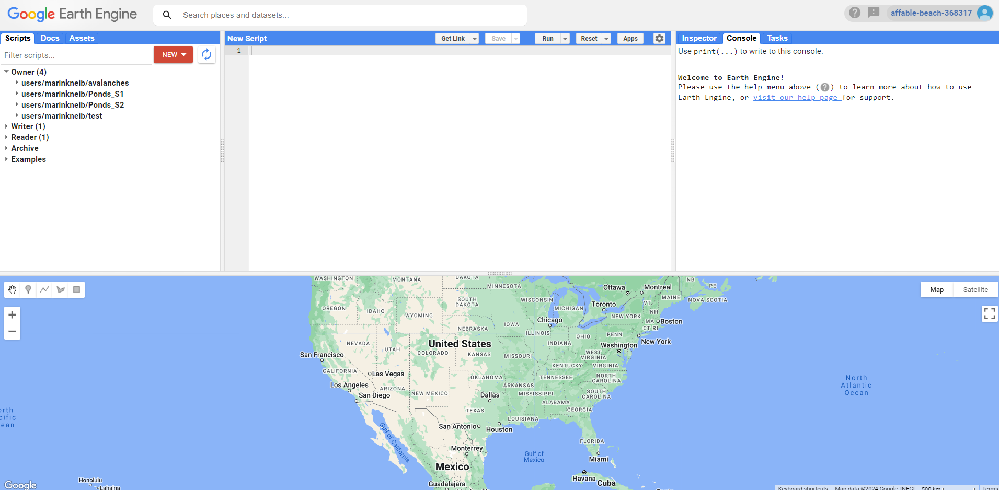 Google Earth Engine
Search places and datasets...
affable-beach-368317
Scripts Docs Assets
Filter scripts...
NEW
Owner (4)
users/marinkneib/avalanches
users/marinkneib/Ponds_S1
users/marinkneib/Ponds_S2
users/marinkneib/test
Writer (1)
Reader (1)
Archive
Examples
New Script
Get Link Save Run Reset Apps
1
Inspector Console Tasks
Use print(...) to write to this console.
Welcome to Earth Engine!
Please use the help menu above (?) to learn more about how to use
Earth Engine, or visit our help page for support.
Map Satellite
WASHINGTON
MONTANA
DAKOTA
MINNESOTA
Ottawa
Montreal
NB
PE
NOVA SCOTIA
MAINE
OREGON
IDAHO
SOUTH
DAKOTA
WISCONSIN
MICHIGAN
Toronto
VT
NH
NEW YORK
MA
Boston
CT RI
WYOMING
Chicago
IOWA
NEBRASKA
ILLINOIS
INDIANA
OHIO
PENN
New York
Washington
NEVADA
UTAH
United States
COLORADO
KANSAS
MISSOURI
WEST
VIRGINIA
KENTUCKY
VIRGINIA
San Francisco
CALIFORNIA
Las Vegas
OKLAHOMA
TENNESSEE
NORTH
CAROLINA
Los Angeles
ARIZONA
NEW MEXICO
ARKANSAS
MISSISSIPPI
SOUTH
CAROLINA
San Diego
Dallas
ALABAMA
GEORGIA
TEXAS
LOUISIANA
San Antonio
Houston
Gulf of California
FLORIDA
Monterrey
Gulf of
Mexico
Miami
Mexico
Havana
Cuba
Guadalajara
North
Atlantic
Ocean
orth
cific
ean
Honolulu
Lahaina
Google
Keyboard shortcuts Map data ©2024 Google, INEGI 500 km Terms